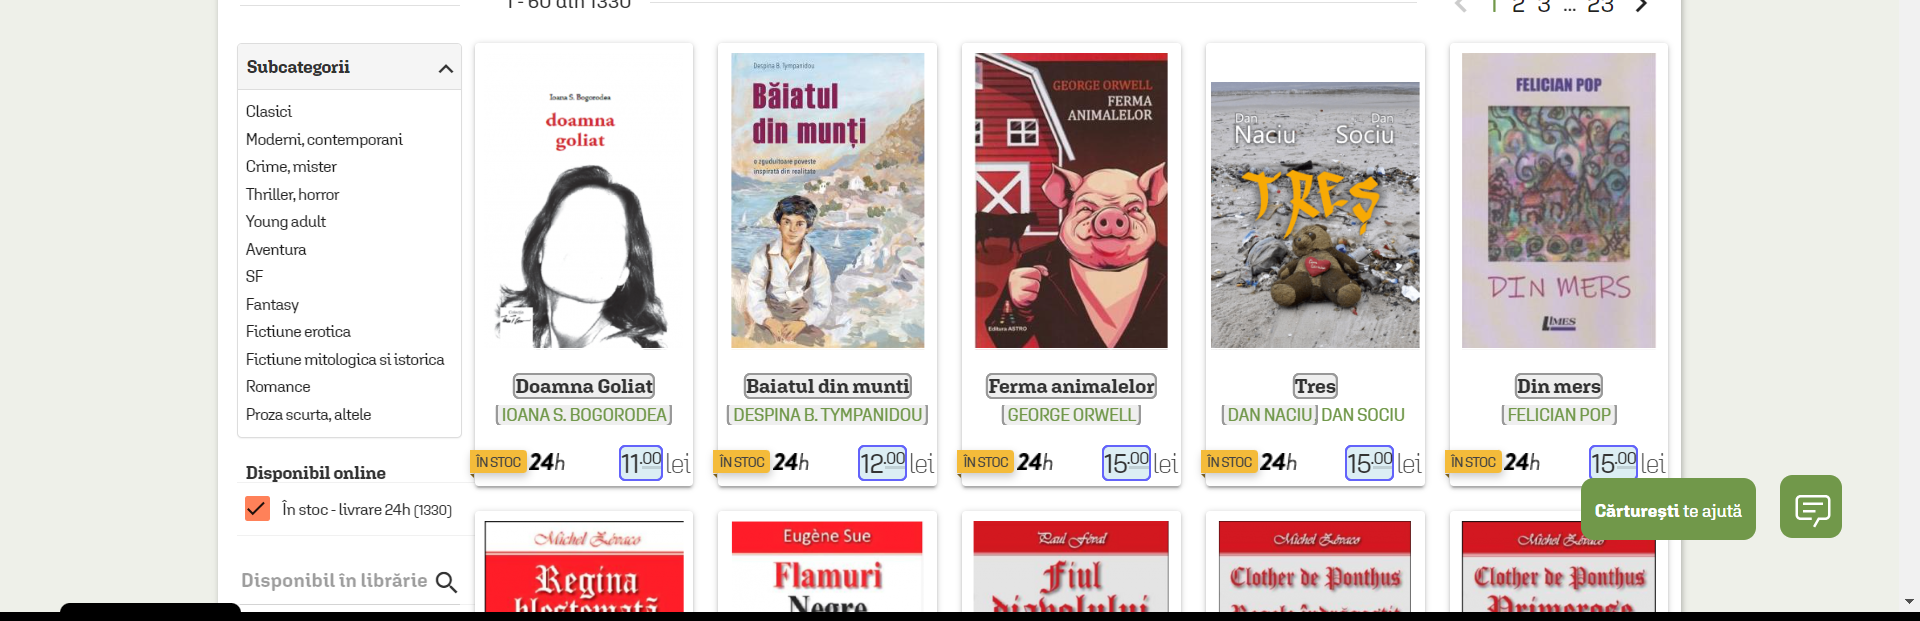 1 - 60 din 1330
1 2 3 ... 23
Subcategorii
Clasici
Moderni, contemporani
Crime, mister
Thriller, horror
Young adult
Aventura
SF
Fantasy
Fictiune erotica
Fictiune mitologica si istorica
Romance
Proza scurta, altele
Disponibil online
În stoc - livrare 24h (1330)
Disponibil în librărie
Ioana S. Bogorodea
doamna
goliat
Doamna Goliat
[IOANA S. BOGORODEA]
ÎN STOC 24h 11.00 lei
Despina B. Tympanidou
Băiatul
din munți
o zguduitoare poveste
inspirată din realitate
Baiatul din munti
[DESPINA B. TYMPANIDOU]
ÎN STOC 24h 12.00 lei
GEORGE ORWELL
FERMA
ANIMALELOR
Editura ASTRO
Ferma animalelor
[GEORGE ORWELL]
ÎN STOC 24h 15.00 lei
Dan Dan
Naciu Sociu
TREȘ
Tres
[DAN NACIU] DAN SOCIU
ÎN STOC 24h 15.00 lei
FELICIAN POP
DIN MERS
LIMES
Din mers
[FELICIAN POP]
ÎN STOC 24h 15.00 lei
Michel Zévaco
Regina
blestemată
Eugène Sue
Flamuri
Negre
Paul Féval
Fiul
diavolului
Michel Zévaco
Clother de Ponthus
Regele îndrăgostit
Michel Zévaco
Clother de Ponthus
Primerose
Cărturești te ajută